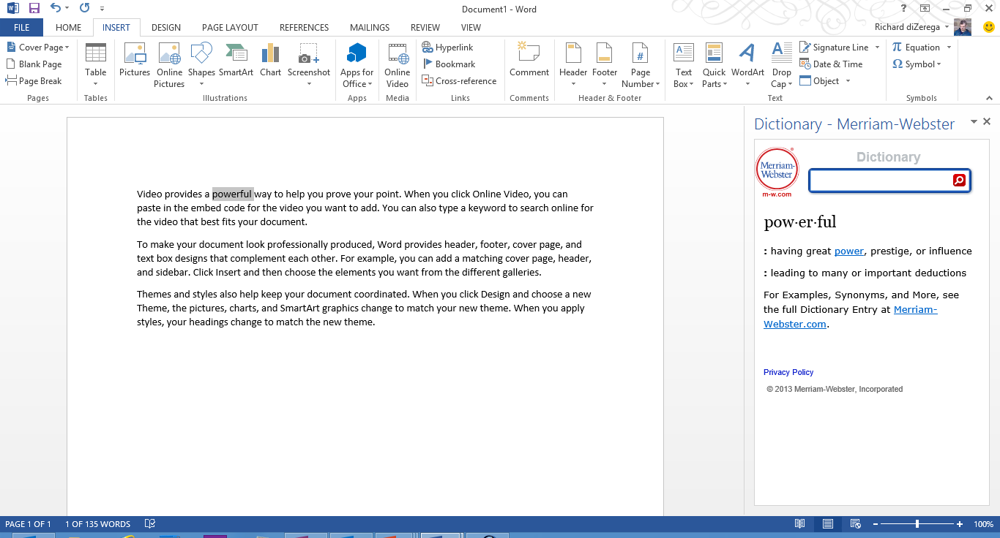 Document1 - Word
?
FILE HOME INSERT DESIGN PAGE LAYOUT REFERENCES MAILINGS REVIEW VIEW
Richard diZerega
Cover Page
Blank Page
Page Break
Pages
Table
Tables
Pictures
Online
Pictures
Shapes
SmartArt
Chart
Screenshot
Illustrations
Apps for
Office
Apps
Online
Video
Media
Hyperlink
Bookmark
Cross-reference
Links
Comment
Comments
Header
Footer
Page
Number
Header & Footer
Text
Box
Quick
Parts
WordArt
Drop
Cap
Signature Line
Date & Time
Object
Text
π Equation
Ω Symbol
Symbols
Video provides a powerful way to help you prove your point. When you click Online Video, you can
paste in the embed code for the video you want to add. You can also type a keyword to search online for
the video that best fits your document.
To make your document look professionally produced, Word provides header, footer, cover page, and
text box designs that complement each other. For example, you can add a matching cover page, header,
and sidebar. Click Insert and then choose the elements you want from the different galleries.
Themes and styles also help keep your document coordinated. When you click Design and choose a new
Theme, the pictures, charts, and SmartArt graphics change to match your new theme. When you apply
styles, your headings change to match the new theme.
Dictionary - Merriam-Webster
Merriam-
Webster
m-w.com
Dictionary
pow·er·ful
: having great power, prestige, or influence
: leading to many or important deductions
For Examples, Synonyms, and More, see
the full Dictionary Entry at Merriam-
Webster.com.
Privacy Policy
© 2013 Merriam-Webster, Incorporated
PAGE 1 OF 1 1 OF 135 WORDS
100%